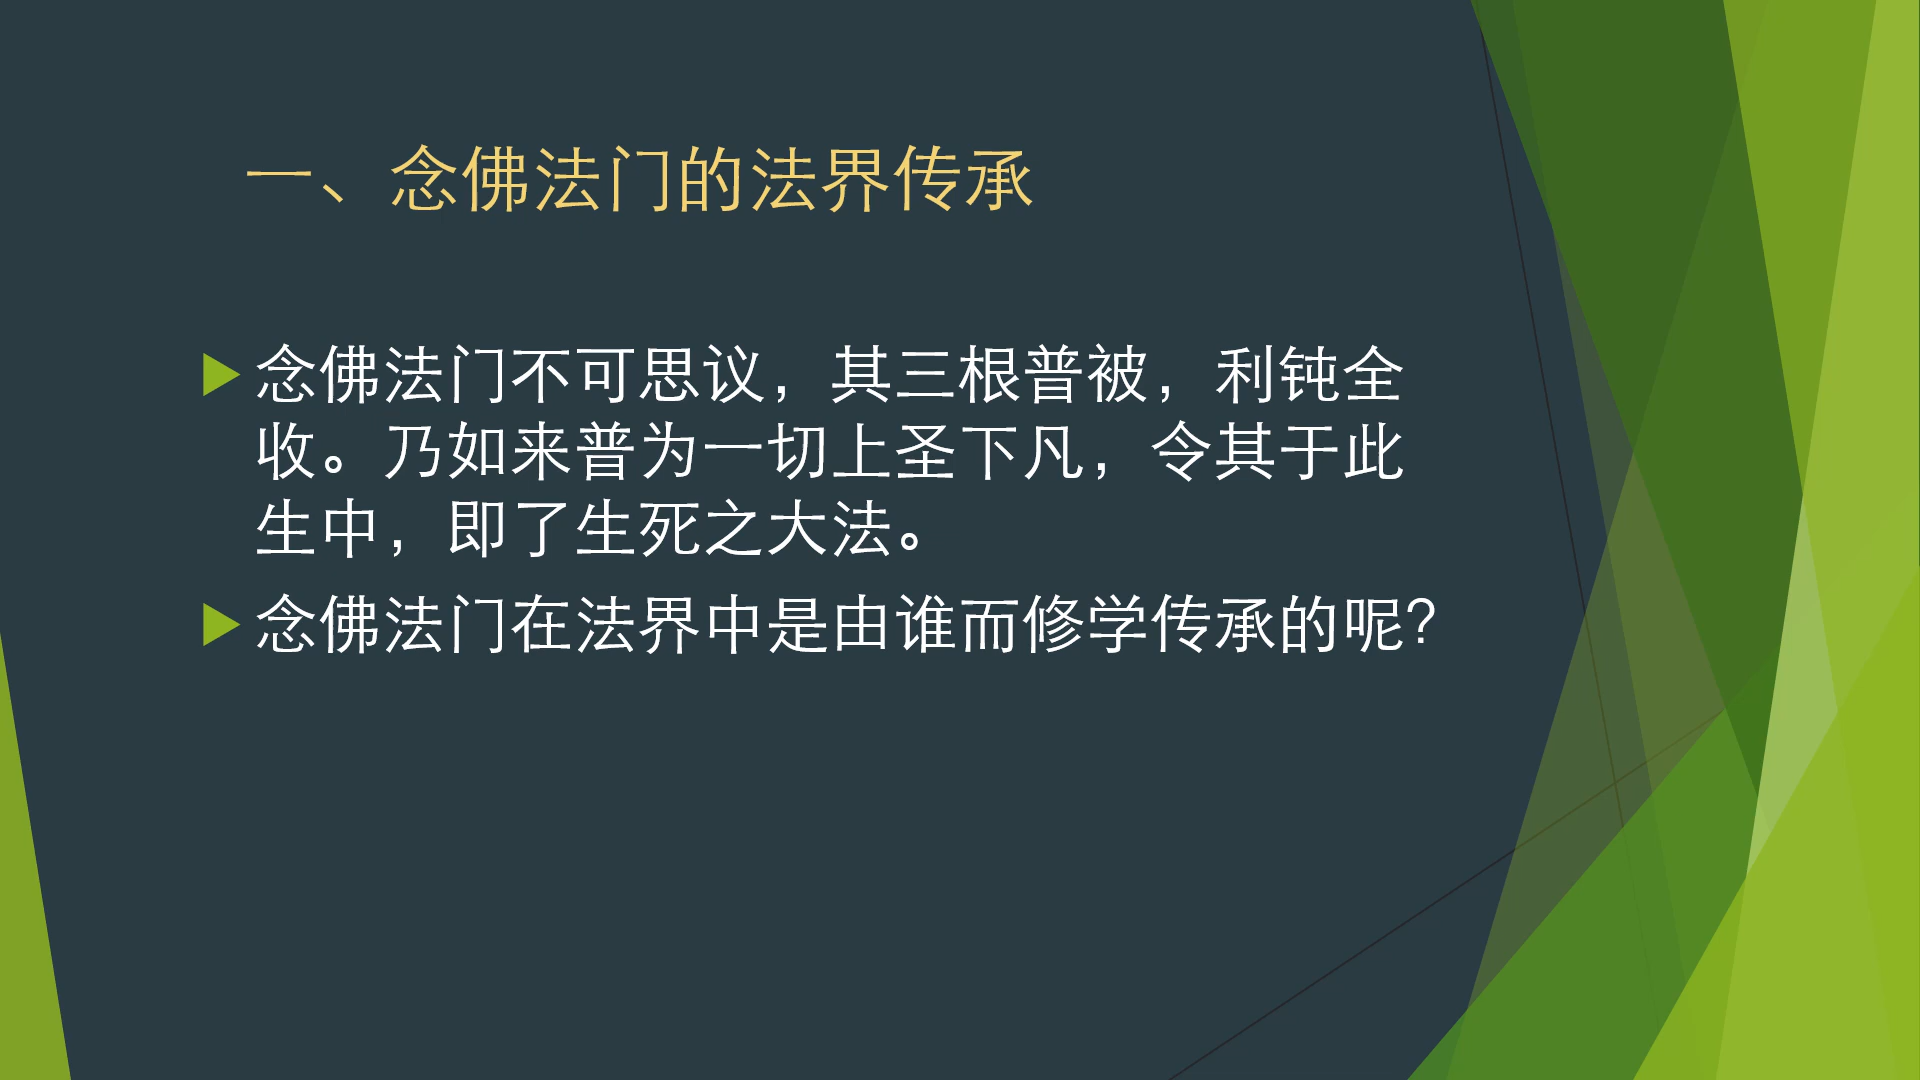 一、念佛法门的法界传承
念佛法门不可思议，其三根普被，利钝全
收。乃如来普为一切上圣下凡，令其于此
生中，即了生死之大法。
念佛法门在法界中是由谁而修学传承的呢?